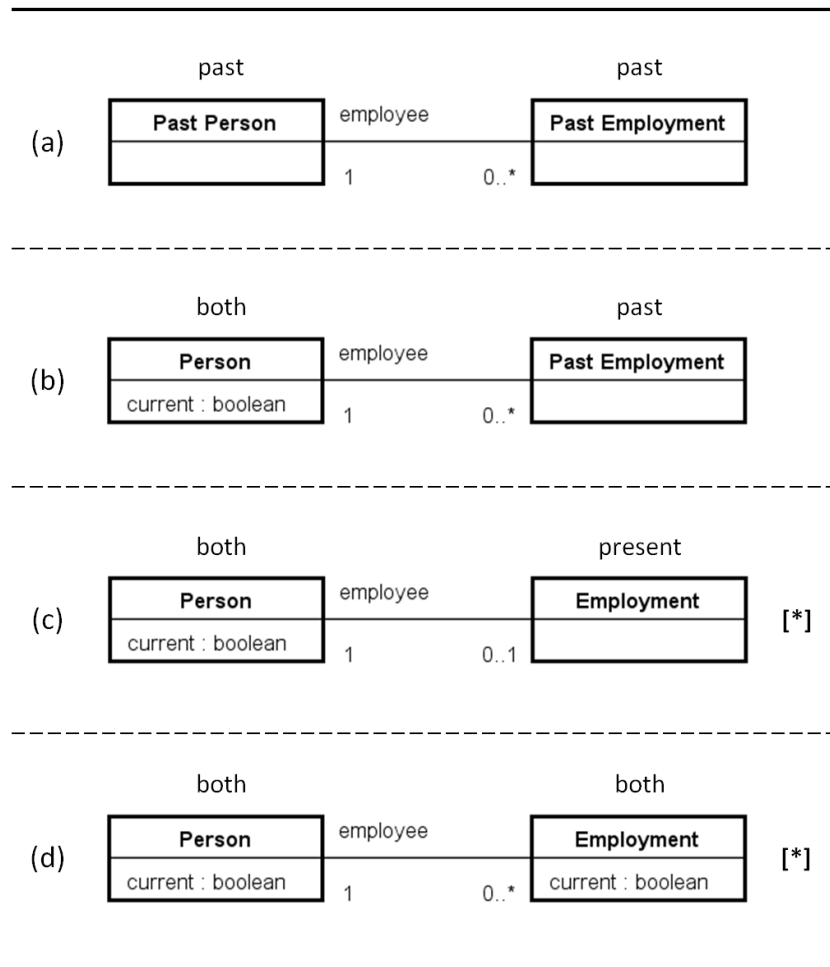 past past
(a) Past Person employee Past Employment
1 0..*
both past
(b) Person employee Past Employment
current : boolean 1 0..*
both present
(c) Person employee Employment [*]
current : boolean 1 0..1
both both
(d) Person employee Employment [*]
current : boolean 1 0..* current : boolean